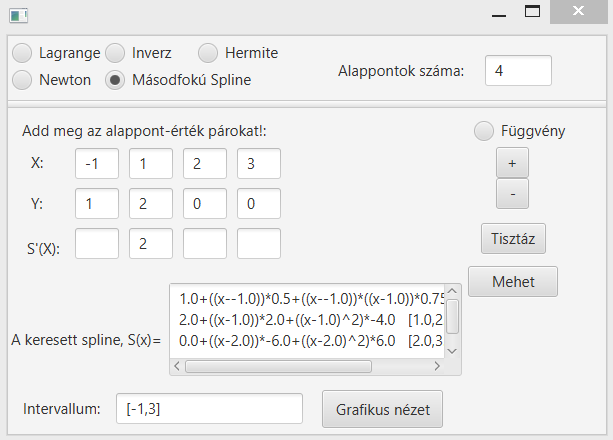 Lagrange Inverz Hermite
Newton Másodfokú Spline
Alappontok száma: 4
Add meg az alappont-érték párokat!:
Függvény
X: -1 1 2 3
+
Y: 1 2 0 0
-
S'(X): 2
Tisztáz
Mehet
1.0+((x--1.0))*0.5+((x--1.0))*((x-1.0))*0.75
2.0+((x-1.0))*2.0+((x-1.0)^2)*-4.0 [1.0,2
A keresett spline, S(x)=
0.0+((x-2.0))*-6.0+((x-2.0)^2)*6.0 [2.0,3
Intervallum: [-1,3]
Grafikus nézet